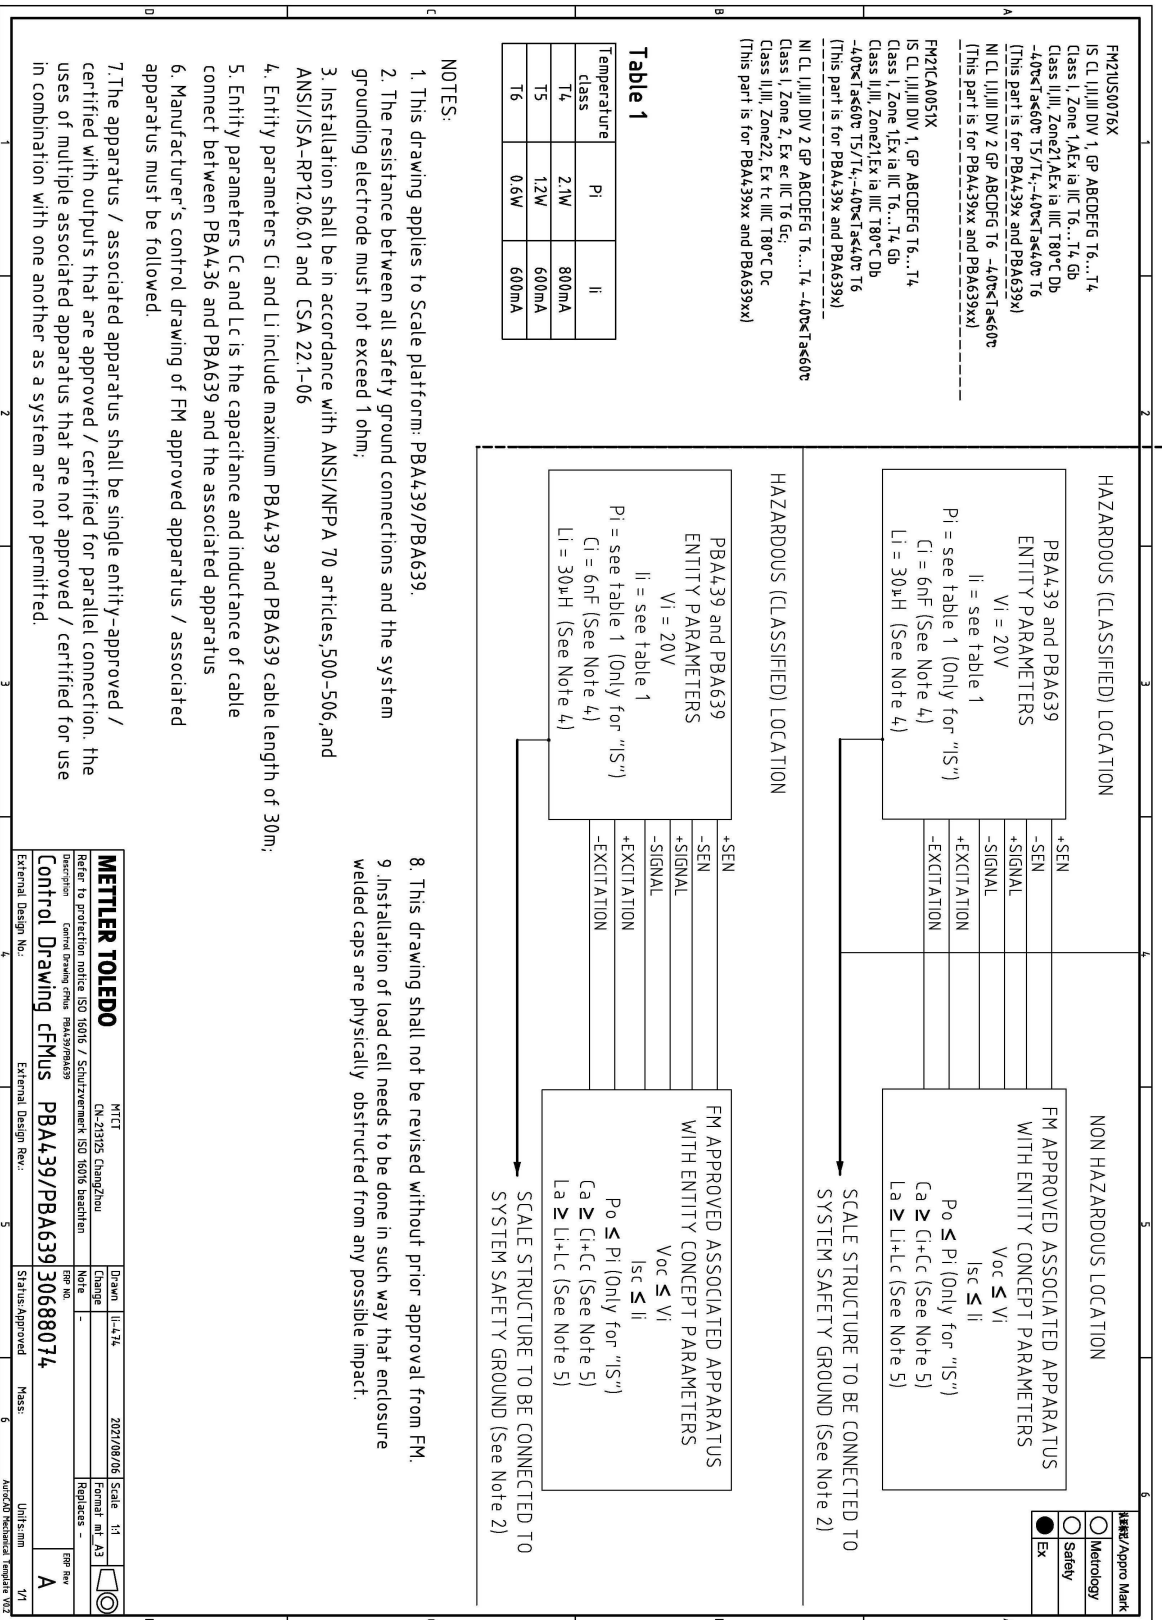 FM21US0076X
IS CL I,II,III DIV 1, GP ABCDEFG T6...T4
Class I, Zone 1,AEx ia IIC T6...T4 Gb
Class II,III, Zone21,AEx ia IIIC T80°C Db
-40℃≤Ta≤60℃ T5/T4;-40℃≤Ta≤40℃ T6
(This part is for PBA439x and PBA639x)
NI CL I,II,III DIV 2 GP ABCDFG T6 -40℃≤Ta≤60℃
(This part is for PBA439xx and PBA639xx)
FM21CA0051X
IS CL I,II,III DIV 1, GP ABCDEFG T6...T4
Class I, Zone 1,Ex ia IIC T6...T4 Gb
Class II,III, Zone21,Ex ia IIIC T80°C Db
-40℃≤Ta≤60℃ T5/T4;-40℃≤Ta≤40℃ T6
(This part is for PBA439x and PBA639x)
NI CL I,II,III DIV 2 GP ABCDEFG T6...T4 -40℃≤Ta≤60℃
Class I, Zone 2, Ex ec IIC T6 Gc;
Class II,III, Zone22, Ex tc IIIC T80°C Dc
(This part is for PBA439xx and PBA639xx)
Table 1
Temperature class Pi Ii
T4 2.1W 800mA
T5 1.2W 600mA
T6 0.6W 600mA
HAZARDOUS (CLASSIFIED) LOCATION
PBA439 and PBA639
ENTITY PARAMETERS
Vi = 20V
Ii = see table 1
Pi = see table 1 (Only for "IS")
Ci = 6nF (See Note 4)
Li = 30μH (See Note 4)
+SEN
-SEN
+SIGNAL
-SIGNAL
+EXCITATION
-EXCITATION
NON HAZARDOUS LOCATION
FM APPROVED ASSOCIATED APPARATUS
WITH ENTITY CONCEPT PARAMETERS
Voc ≤ Vi
Isc ≤ Ii
Po ≤ Pi (Only for "IS")
Ca ≥ Ci+Cc (See Note 5)
La ≥ Li+Lc (See Note 5)
SCALE STRUCTURE TO BE CONNECTED TO
SYSTEM SAFETY GROUND (See Note 2)
HAZARDOUS (CLASSIFIED) LOCATION
PBA439 and PBA639
ENTITY PARAMETERS
Vi = 20V
Ii = see table 1
Pi = see table 1 (Only for "IS")
Ci = 6nF (See Note 4)
Li = 30μH (See Note 4)
+SEN
-SEN
+SIGNAL
-SIGNAL
+EXCITATION
-EXCITATION
FM APPROVED ASSOCIATED APPARATUS
WITH ENTITY CONCEPT PARAMETERS
Voc ≤ Vi
Isc ≤ Ii
Po ≤ Pi (Only for "IS")
Ca ≥ Ci+Cc (See Note 5)
La ≥ Li+Lc (See Note 5)
SCALE STRUCTURE TO BE CONNECTED TO
SYSTEM SAFETY GROUND (See Note 2)
/Appro Mark
Metrology
Safety
Ex
NOTES:
1. This drawing applies to Scale platform: PBA439/PBA639.
2. The resistance between all safety ground connections and the system
grounding electrode must not exceed 1 ohm;
3. Installation shall be in accordance with ANSI/NFPA 70 articles,500-506,and
ANSI/ISA-RP12.06.01 and CSA 22.1-06
4. Entity parameters Ci and Li include maximum PBA439 and PBA639 cable length of 30m;
5. Entity parameters Cc and Lc is the capacitance and inductance of cable
connect between PBA436 and PBA639 and the associated apparatus
6. Manufacturer's control drawing of FM approved apparatus / associated
apparatus must be followed.
7.The apparatus / associated apparatus shall be single entity-approved /
certified with outputs that are approved / certified for parallel connection. the
uses of multiple associated apparatus that are not approved / certified for use
in combination with one another as a system are not permitted.
8. This drawing shall not be revised without prior approval from FM.
9 .Installation of load cell needs to be done in such way that enclosure
welded caps are physically obstructed from any possible impact.
METTLER TOLEDO
MTCT
CN-213125 ChangZhou
Refer to protection notice ISO 16016 / Schutzvermerk ISO 16016 beachten
Description Control Drawing cFMus PBA439/PBA639
Control Drawing cFMus PBA439/PBA639
External Design No.: External Design Rev.:
Drawn li-474 2021/08/06 Scale 1:1
Change Format mt_A3
Note - Replaces -
ERP NO. 30688074
ERP Rev A
Status:Approved Mass: Units:mm 1/1
AutoCAD Mechanical Template V0.2
1 2 3 4 5 6
A B C D